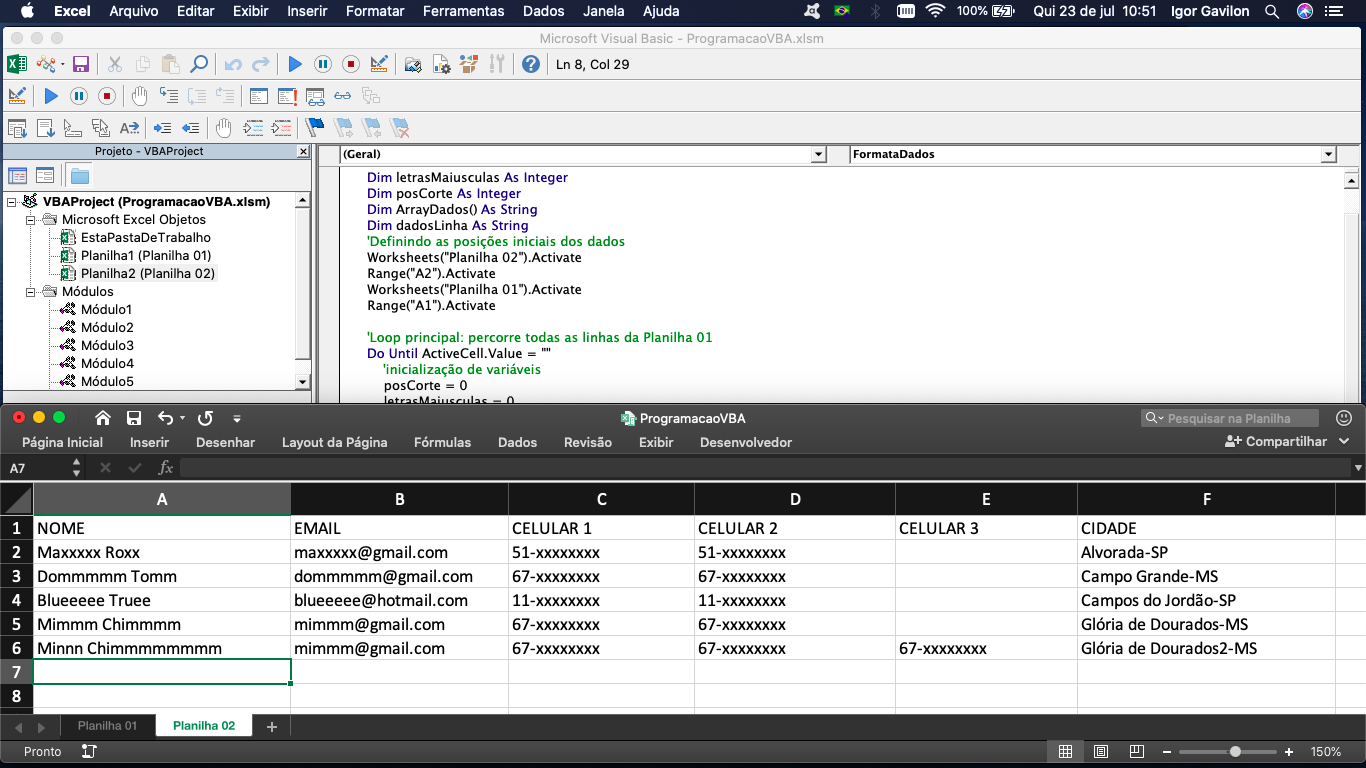 Excel Arquivo Editar Exibir Inserir Formatar Ferramentas Dados Janela Ajuda 100% Qui 23 de jul 10:51 Igor Gavilon
Microsoft Visual Basic - ProgramacaoVBA.xlsm
Ln 8, Col 29
Projeto - VBAProject
(Geral) FormataDados
VBAProject (ProgramacaoVBA.xlsm)
Microsoft Excel Objetos
EstaPastaDeTrabalho
Planilha1 (Planilha 01)
Planilha2 (Planilha 02)
Módulos
Módulo1
Módulo2
Módulo3
Módulo4
Módulo5
Dim letrasMaiusculas As Integer
Dim posCorte As Integer
Dim ArrayDados() As String
Dim dadosLinha As String
'Definindo as posições iniciais dos dados
Worksheets("Planilha 02").Activate
Range("A2").Activate
Worksheets("Planilha 01").Activate
Range("A1").Activate
'Loop principal: percorre todas as linhas da Planilha 01
Do Until ActiveCell.Value = ""
'inicialização de variáveis
posCorte = 0
letrasMaiusculas = 0
ProgramacaoVBA
Pesquisar na Planilha
Página Inicial Inserir Desenhar Layout da Página Fórmulas Dados Revisão Exibir Desenvolvedor Compartilhar
A7 fx
A B C D E F
1 NOME EMAIL CELULAR 1 CELULAR 2 CELULAR 3 CIDADE
2 Maxxxxx Roxx maxxxxx@gmail.com 51-xxxxxxxx 51-xxxxxxxx Alvorada-SP
3 Dommmmm Tomm dommmmm@gmail.com 67-xxxxxxxx 67-xxxxxxxx Campo Grande-MS
4 Blueeeee Truee blueeeee@hotmail.com 11-xxxxxxxx 11-xxxxxxxx Campos do Jordão-SP
5 Mimmm Chimmmm mimmm@gmail.com 67-xxxxxxxx 67-xxxxxxxx Glória de Dourados-MS
6 Minnn Chimmmmmmmm mimmm@gmail.com 67-xxxxxxxx 67-xxxxxxxx 67-xxxxxxxx Glória de Dourados2-MS
7
8
Planilha 01 Planilha 02 +
Pronto 150%